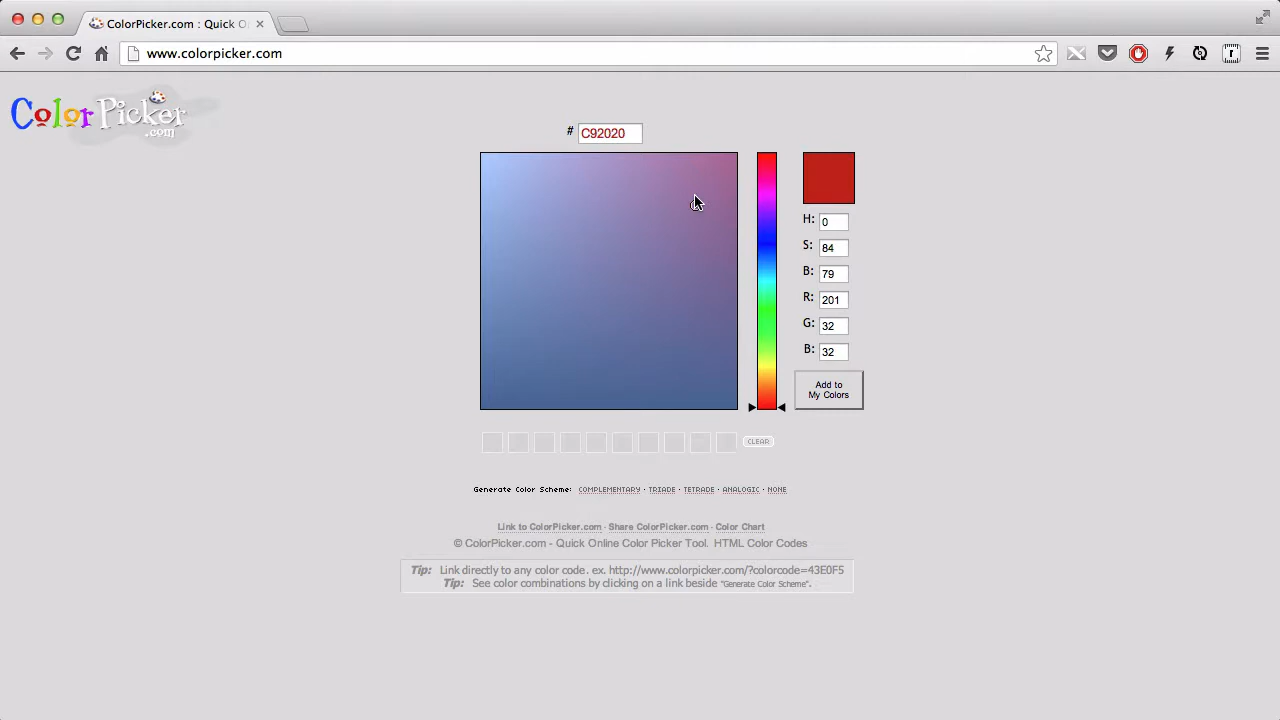 ColorPicker.com : Quick O
www.colorpicker.com
ColorPicker
.com
# C92020
H: 0
S: 84
B: 79
R: 201
G: 32
B: 32
Add to
My Colors
CLEAR
Generate Color Scheme: COMPLEMENTARY · TRIADE · TETRADE · ANALOGIC · NONE
Link to ColorPicker.com · Share ColorPicker.com · Color Chart
© ColorPicker.com - Quick Online Color Picker Tool. HTML Color Codes
Tip: Link directly to any color code. ex. http://www.colorpicker.com/?colorcode=43E0F5
Tip: See color combinations by clicking on a link beside "Generate Color Scheme".